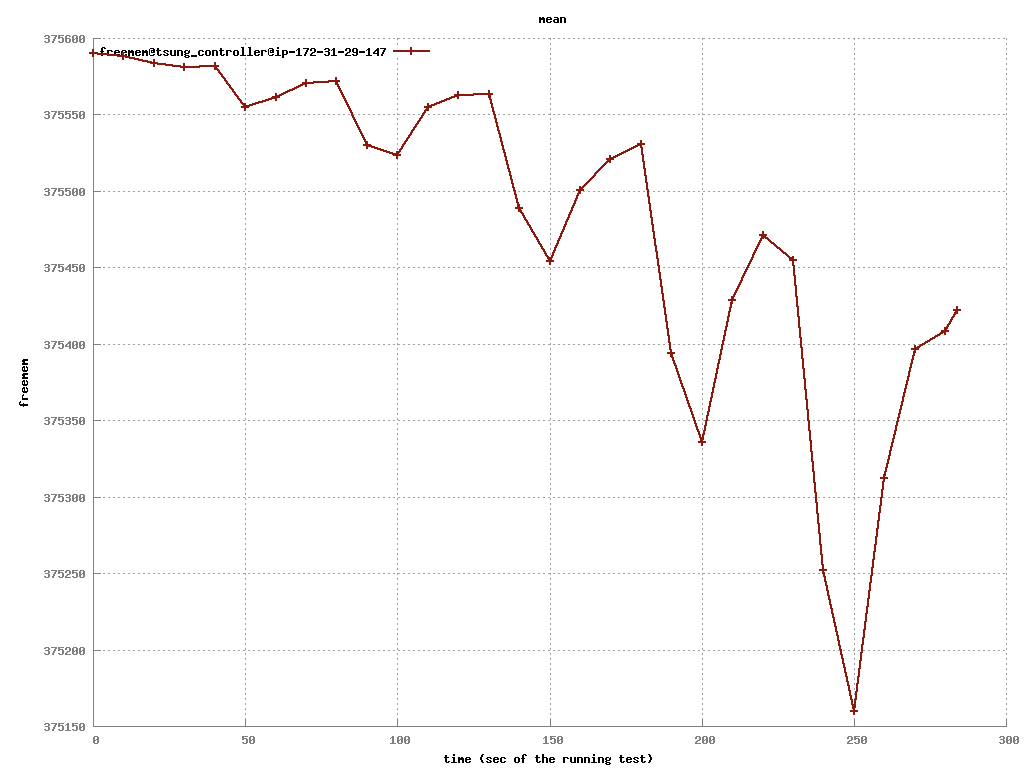 mean
freemem@tsung_controller@ip-172-31-29-147
375600
375550
375500
375450
375400
375350
375300
375250
375200
375150
freemem
0 50 100 150 200 250 300
time (sec of the running test)